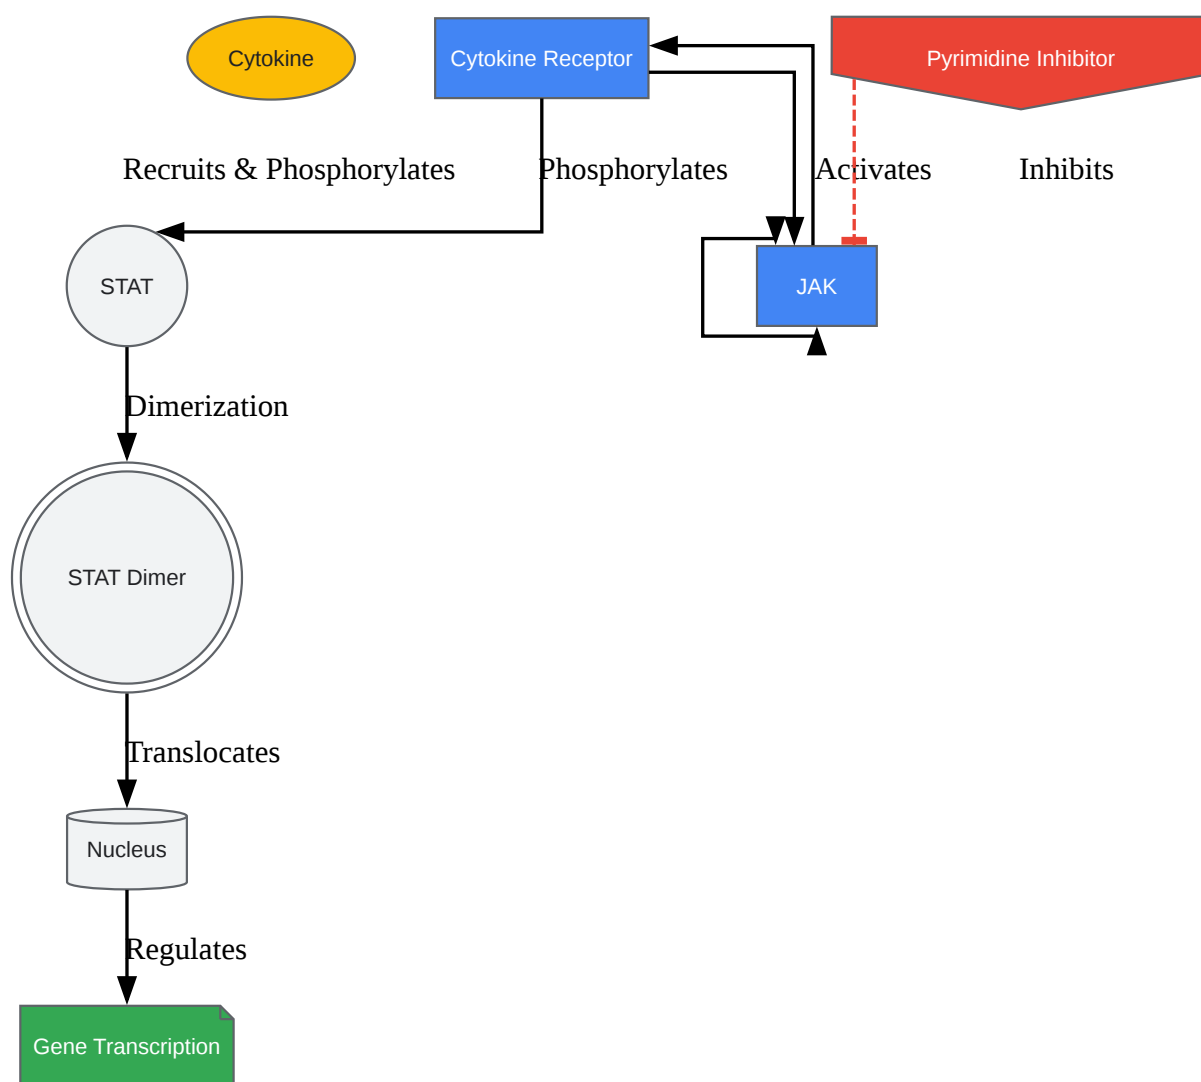 Cytokine
Cytokine Receptor
Pyrimidine Inhibitor
Recruits & Phosphorylates
Phosphorylates
Activates
Inhibits
STAT
JAK
Dimerization
STAT Dimer
Translocates
Nucleus
Regulates
Gene Transcription